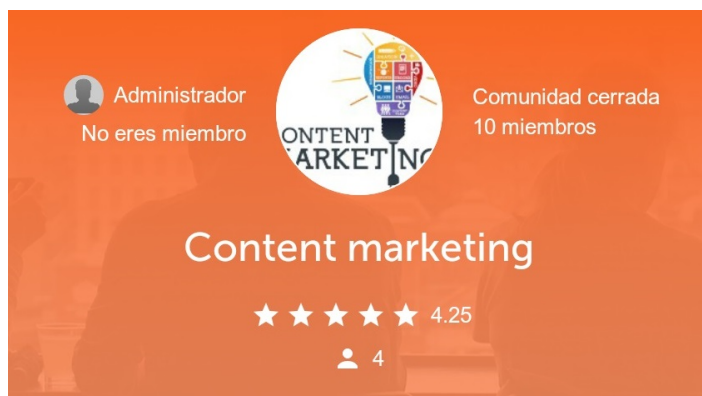 Administrador
No eres miembro
ONTENT
ARKETING
Comunidad cerrada
10 miembros
Content marketing
4.25
4